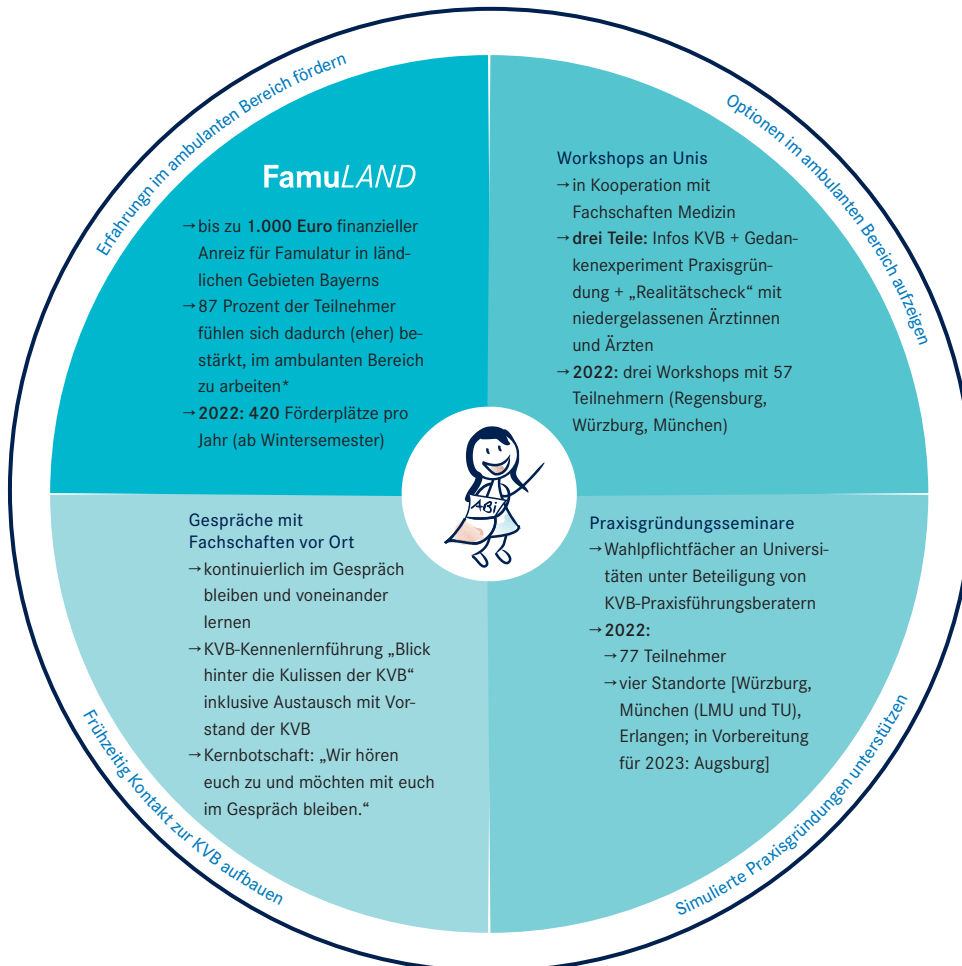 Erfahrungn im ambulanten Bereich fördern
FamuLAND
→ bis zu 1.000 Euro finanzieller
Anreiz für Famulatur in länd-
lichen Gebieten Bayerns
→ 87 Prozent der Teilnehmer
fühlen sich dadurch (eher) be-
stärkt, im ambulanten Bereich
zu arbeiten*
→ 2022: 420 Förderplätze pro
Jahr (ab Wintersemester)
Optionen im ambulanten Bereich aufzeigen
Workshops an Unis
→ in Kooperation mit
Fachschaften Medizin
→ drei Teile: Infos KVB + Gedan-
kenexperiment Praxisgrün-
dung + „Realitätscheck“ mit
niedergelassenen Ärztinnen
und Ärzten
→ 2022: drei Workshops mit 57
Teilnehmern (Regensburg,
Würzburg, München)
ABi
Gespräche mit
Fachschaften vor Ort
→ kontinuierlich im Gespräch
bleiben und voneinander
lernen
→ KVB-Kennenlernführung „Blick
hinter die Kulissen der KVB“
inklusive Austausch mit Vor-
stand der KVB
→ Kernbotschaft: „Wir hören
euch zu und möchten mit euch
im Gespräch bleiben.“
Frühzeitig Kontakt zur KVB aufbauen
Praxisgründungsseminare
→ Wahlpflichtfächer an Universi-
täten unter Beteiligung von
KVB-Praxisführungsberatern
→ 2022:
→ 77 Teilnehmer
→ vier Standorte [Würzburg,
München (LMU und TU),
Erlangen; in Vorbereitung
für 2023: Augsburg]
Simulierte Praxisgründungen unterstützen